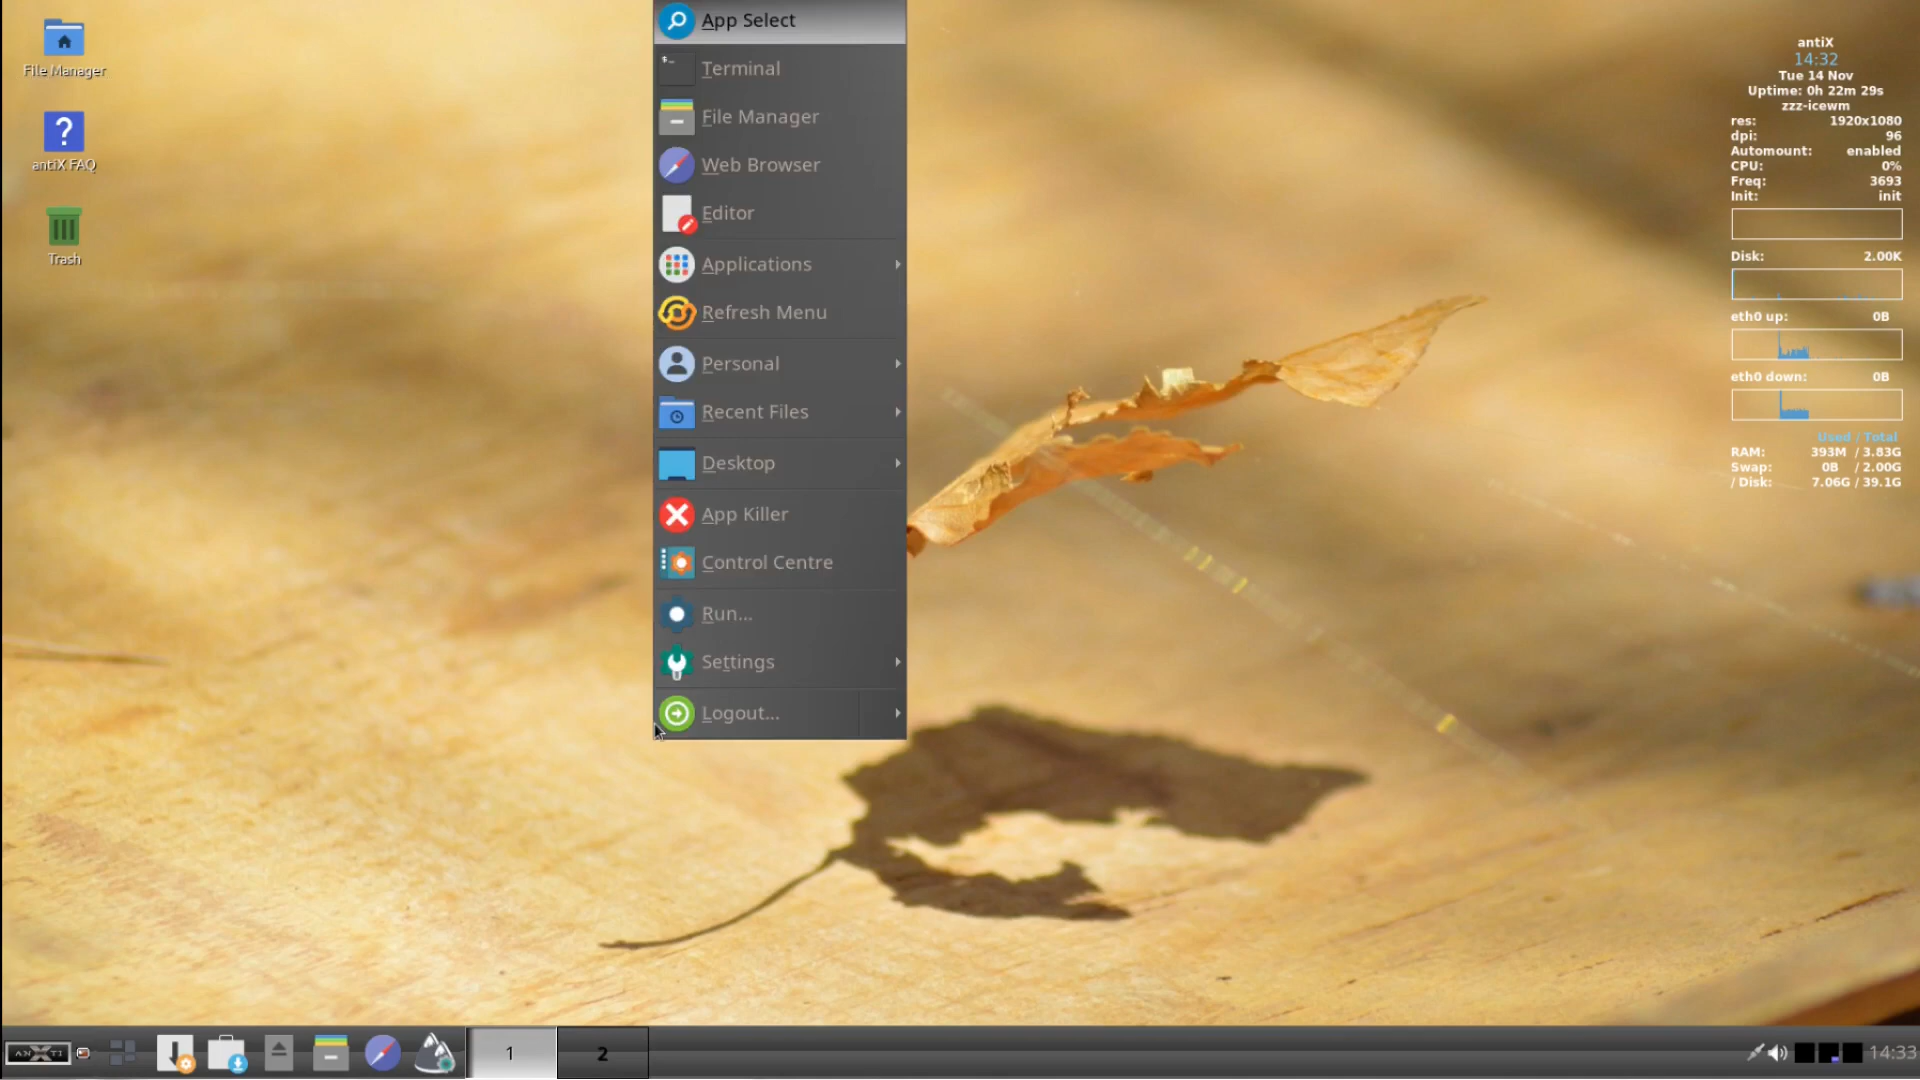 File Manager
antiX FAQ
Trash
App Select
Terminal
File Manager
Web Browser
Editor
Applications
Refresh Menu
Personal
Recent Files
Desktop
App Killer
Control Centre
Run...
Settings
Logout...
antiX
14:32
Tue 14 Nov
Uptime: 0h 22m 29s
zzz-icewm
res: 1920x1080
dpi: 96
Automount: enabled
CPU: 0%
Freq: 3693
Init: init
Disk: 2.00K
eth0 up: 0B
eth0 down: 0B
Used / Total
RAM: 393M / 3.83G
Swap: 0B / 2.00G
/ Disk: 7.06G / 39.1G
1
2
14:33